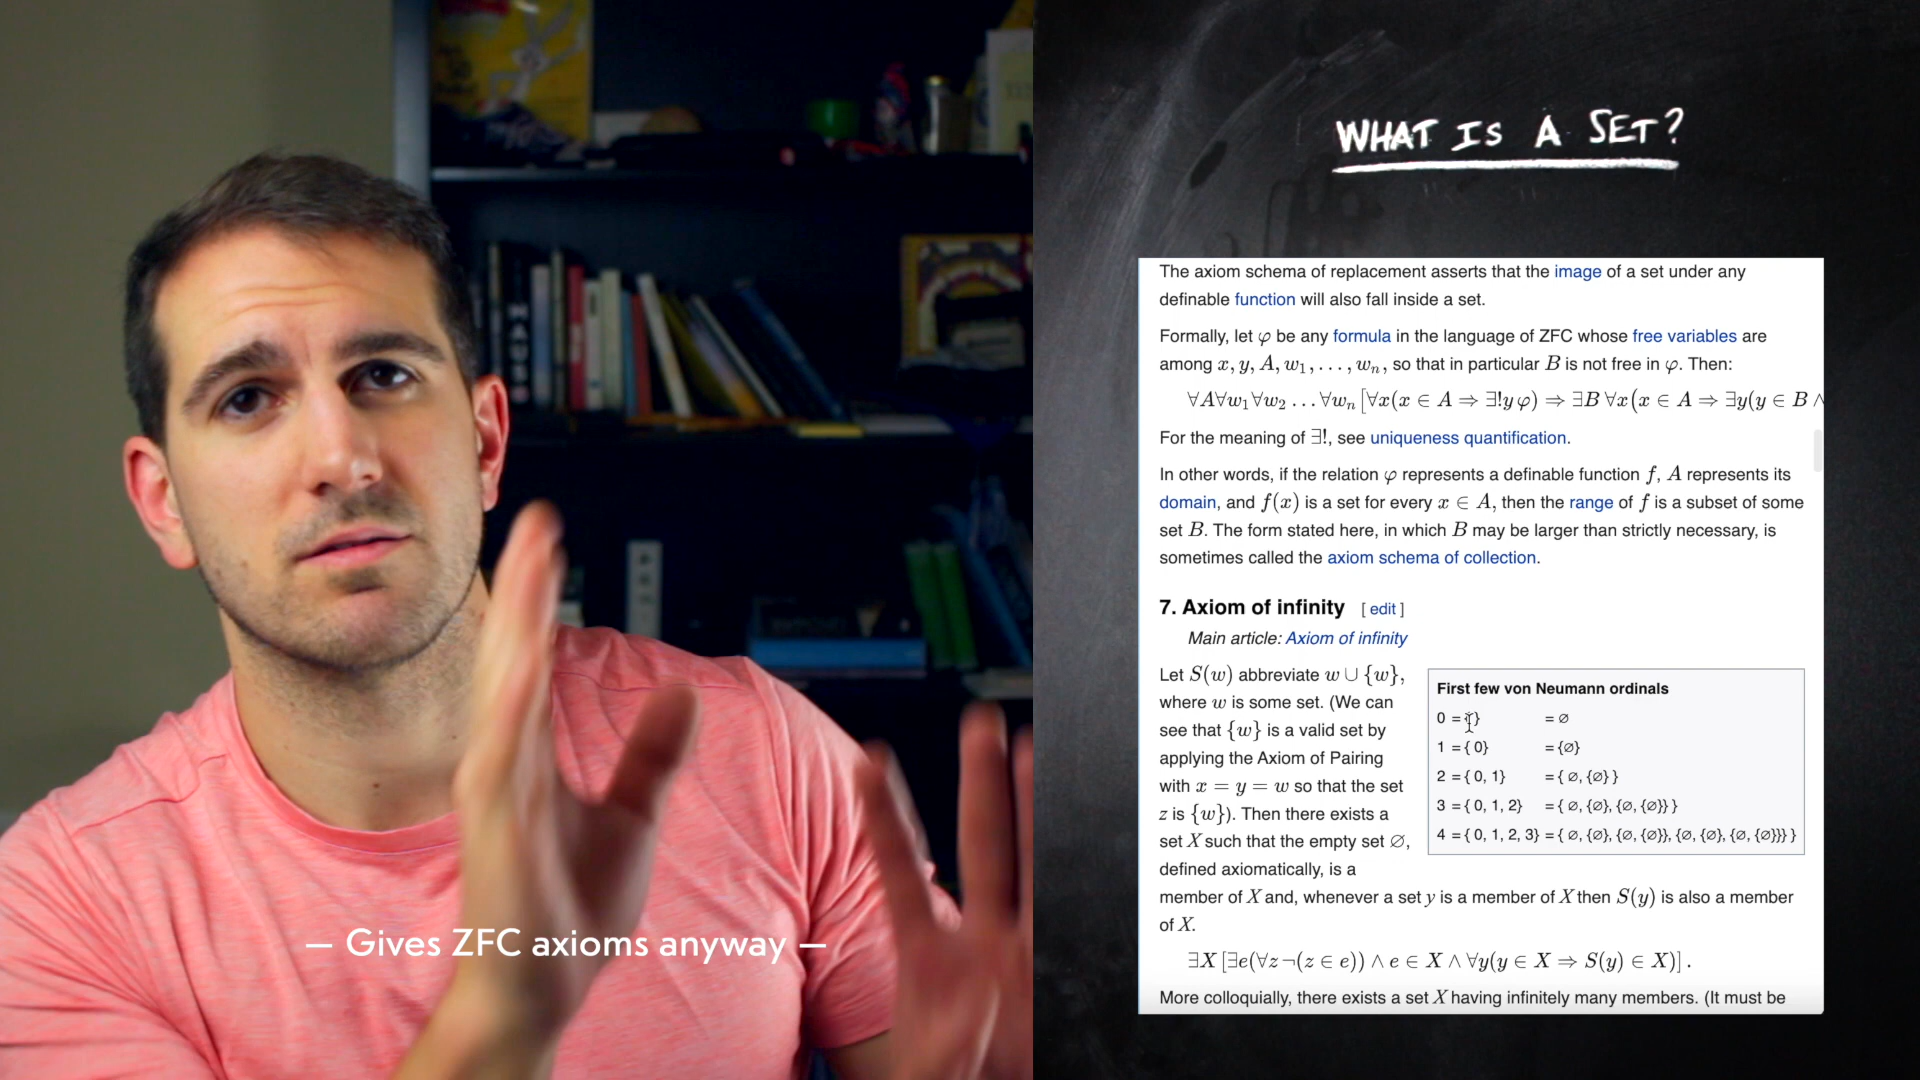 WHAT IS A SET?
The axiom schema of replacement asserts that the image of a set under any
definable function will also fall inside a set.
Formally, let φ be any formula in the language of ZFC whose free variables are
among x, y, A, w₁, . . . , wₙ, so that in particular B is not free in φ. Then:
∀A∀w₁∀w₂ . . . ∀wₙ[∀x(x ∈ A ⇒ ∃!y φ) ⇒ ∃B ∀x(x ∈ A ⇒ ∃y(y ∈ B ∧
For the meaning of ∃!, see uniqueness quantification.
In other words, if the relation φ represents a definable function f, A represents its
domain, and f(x) is a set for every x ∈ A, then the range of f is a subset of some
set B. The form stated here, in which B may be larger than strictly necessary, is
sometimes called the axiom schema of collection.
7. Axiom of infinity [ edit ]
Main article: Axiom of infinity
Let S(w) abbreviate w ∪ {w},
where w is some set. (We can
see that {w} is a valid set by
applying the Axiom of Pairing
with x = y = w so that the set
z is {w}). Then there exists a
set X such that the empty set ∅,
defined axiomatically, is a
member of X and, whenever a set y is a member of X then S(y) is also a member
of X.
First few von Neumann ordinals
0 = {} = ∅
1 = { 0} = {∅}
2 = { 0, 1} = { ∅, {∅} }
3 = { 0, 1, 2} = { ∅, {∅}, {∅, {∅}} }
4 = { 0, 1, 2, 3} = { ∅, {∅}, {∅, {∅}}, {∅, {∅}, {∅, {∅}}} }
∃X [∃e(∀z ¬(z ∈ e)) ∧ e ∈ X ∧ ∀y(y ∈ X ⇒ S(y) ∈ X)] .
More colloquially, there exists a set X having infinitely many members. (It must be
— Gives ZFC axioms anyway —
MAUS